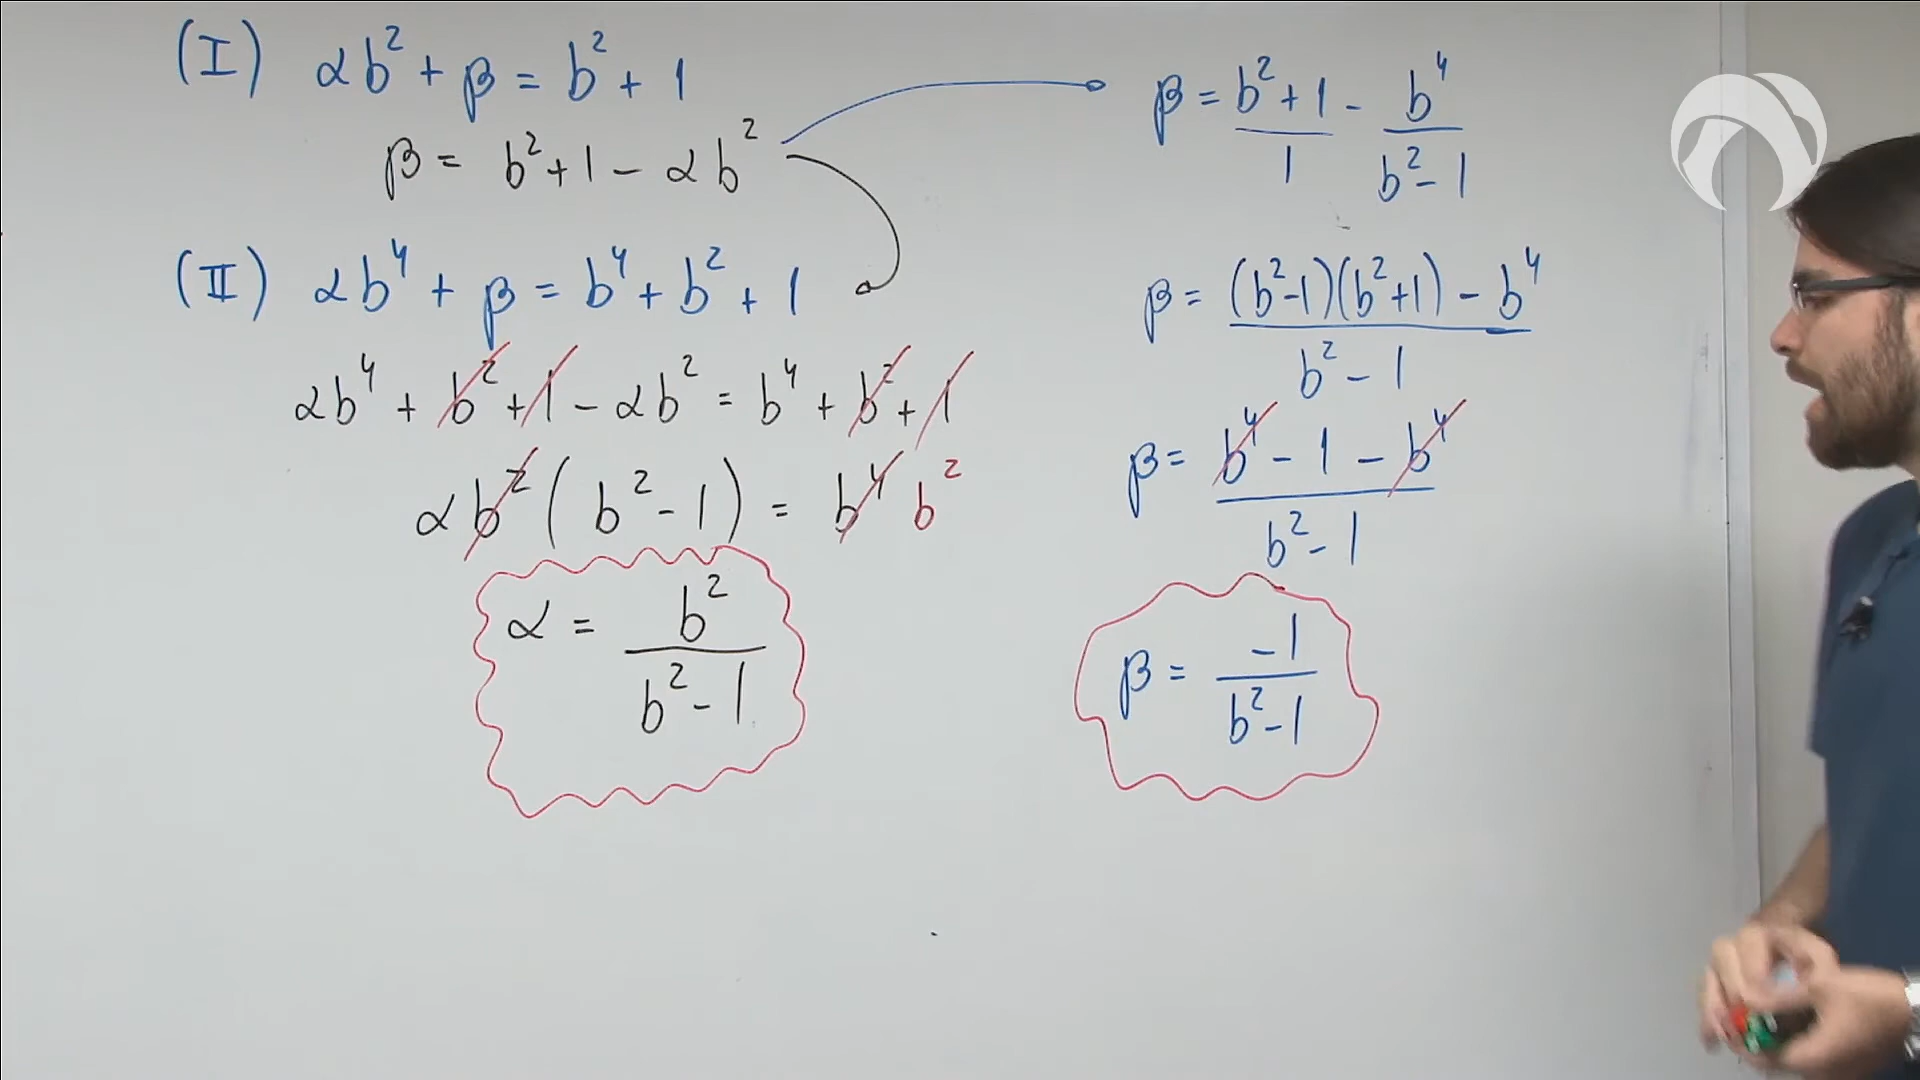 (I) αb² + β = b² + 1
β = b² + 1 - αb²
(II) αb⁴ + β = b⁴ + b² + 1
αb⁴ + b² + 1 - αb² = b⁴ + b² + 1
αb² (b² - 1) = b⁴ b²
α = b² / b² - 1
β = b² + 1 / 1 - b⁴ / b² - 1
β = (b² - 1)(b² + 1) - b⁴ / b² - 1
β = b⁴ - 1 - b⁴ / b² - 1
β = -1 / b² - 1